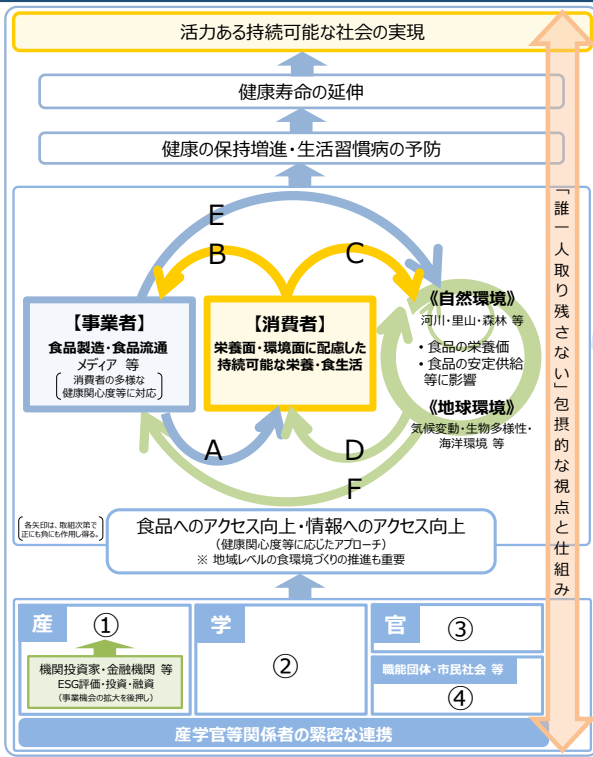 活力ある持続可能な社会の実現
健康寿命の延伸
健康の保持増進・生活習慣病の予防
E
B
C
【事業者】
食品製造・食品流通
メディア 等
消費者の多様な
健康関心度等に対応
【消費者】
栄養面・環境面に配慮した
持続可能な栄養・食生活
《自然環境》
河川・里山・森林 等
・食品の栄養価
・食品の安定供給
等に影響
《地球環境》
気候変動・生物多様性・
海洋環境 等
A
D
F
各矢印は、取組次第で
正にも負にも作用し得る。
食品へのアクセス向上・情報へのアクセス向上
（健康関心度等に応じたアプローチ）
※ 地域レベルの食環境づくりの推進も重要
産
①
機関投資家・金融機関 等
ESG評価・投資・融資
（事業機会の拡大を後押し）
学
②
官
③
職能団体・市民社会 等
④
産学官等関係者の緊密な連携
「誰一人取り残さない」包摂的な視点と仕組み